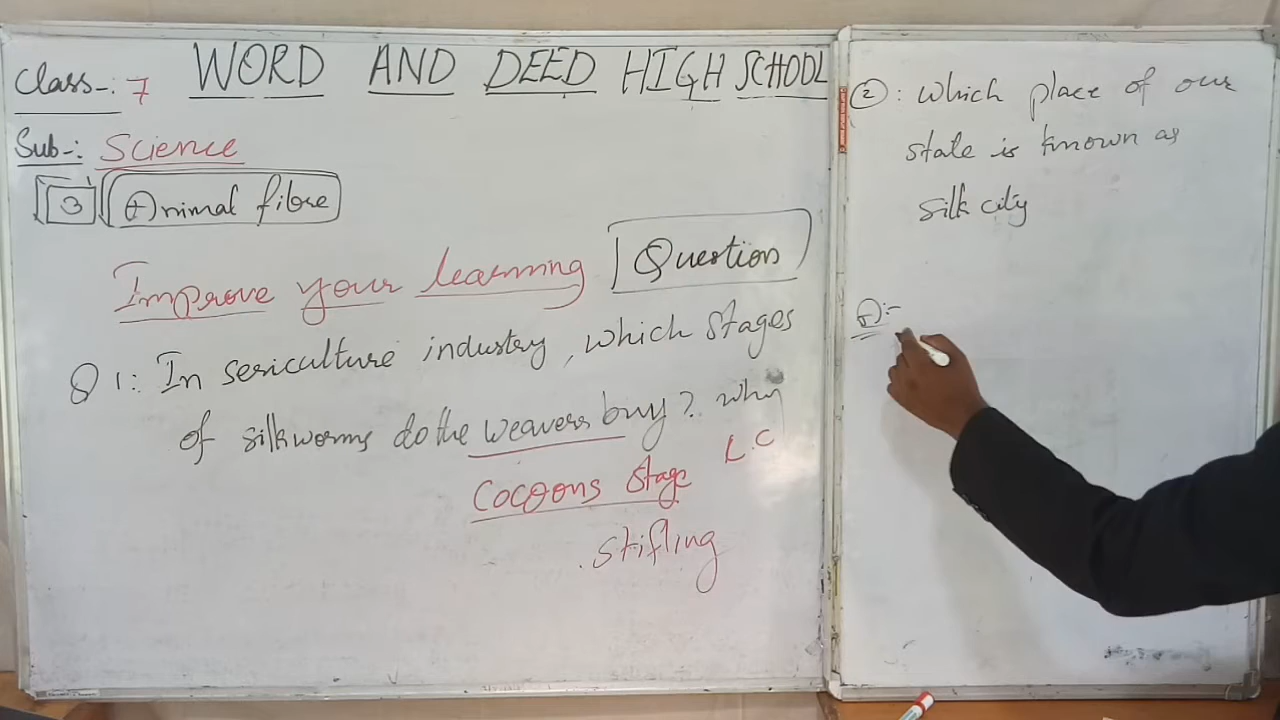 WORD AND DEED HIGH SCHOOL
Class-: 7
Sub-: Science
3 Animal fibre
Improve your learning Question
Q 1: In sericulture industry, which stages
of silkworms do the weavers buy? why
L.C
Cocoons stage
stifling
2: which place of our
state is known as
silk city